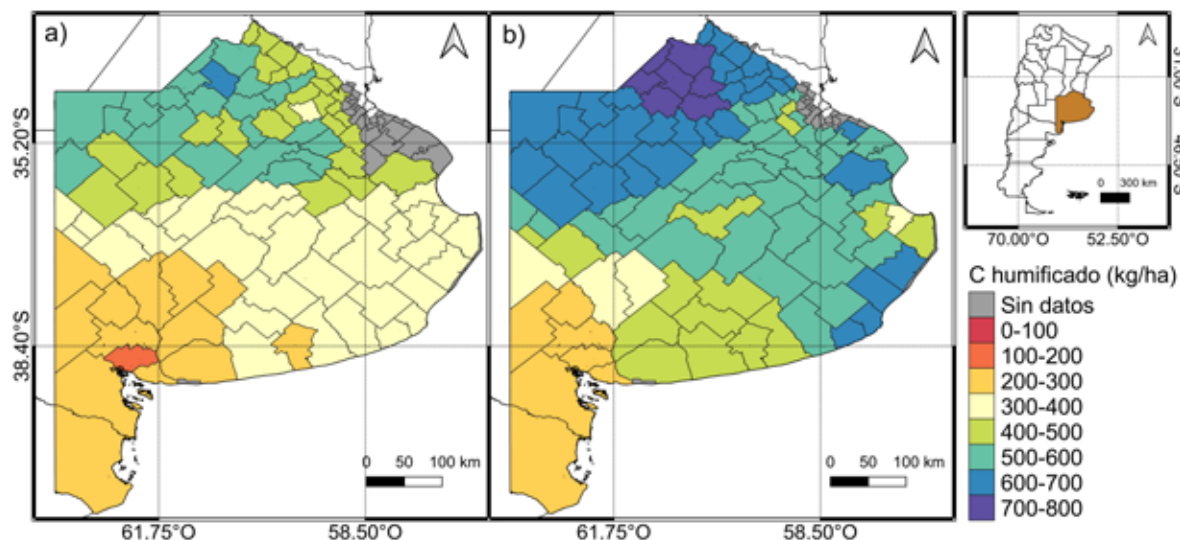 a)
b)
35.20°S
38.40°S
61.75°O
58.50°O
61.75°O
58.50°O
0 50 100 km
0 50 100 km
0 300 km
70.00°O
52.50°O
C humificado (kg/ha)
Sin datos
0-100
100-200
200-300
300-400
400-500
500-600
600-700
700-800